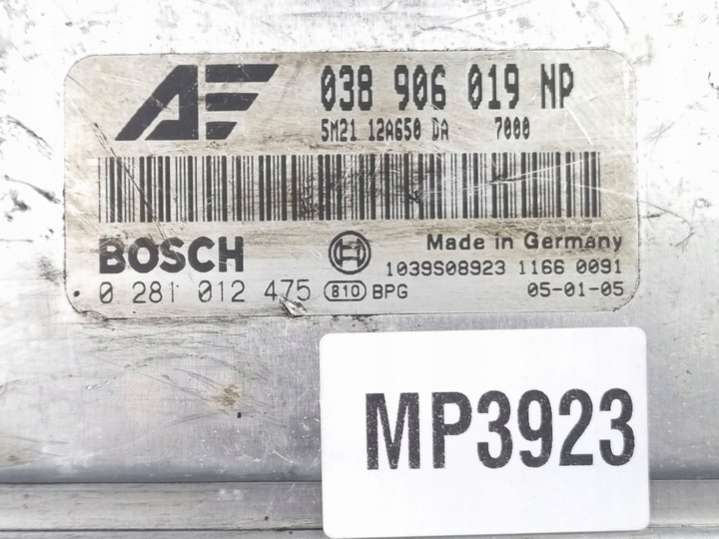 AF 038 906 019 NP
5M21 12A650 DA 7000
BOSCH Made in Germany
1039S08923 1166 0091
0 281 012 475 810 BPG 05-01-05
MP3923